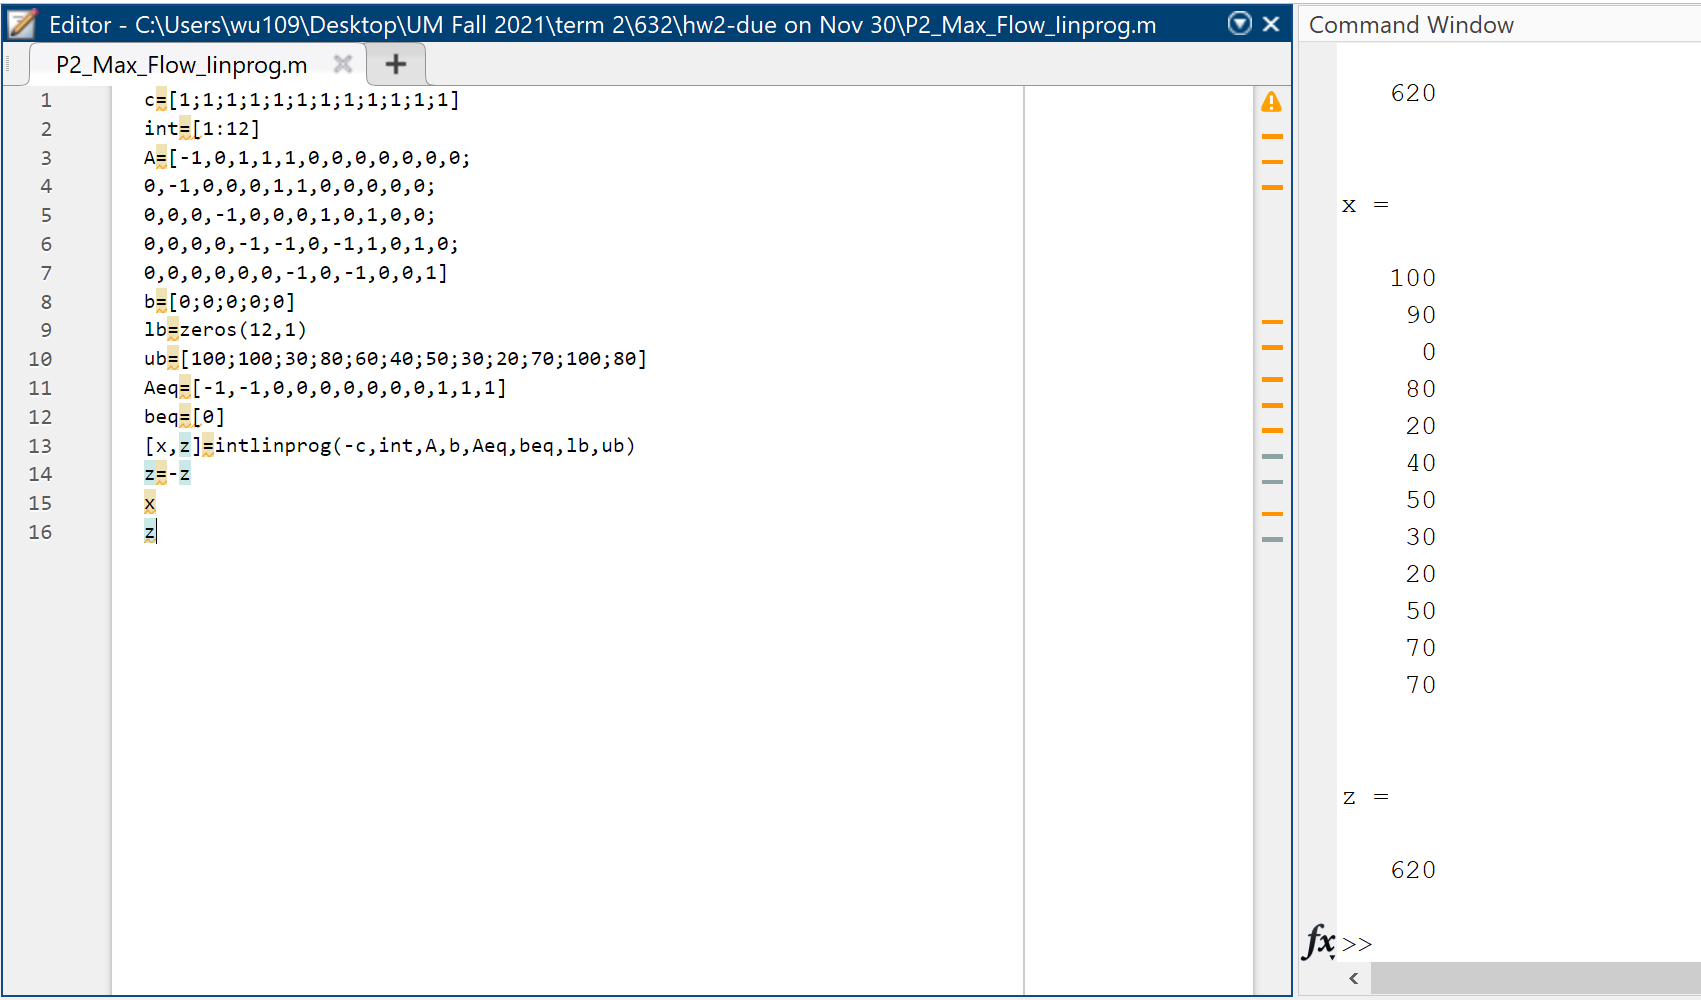 Editor - C:\Users\wu109\Desktop\UM Fall 2021\term 2\632\hw2-due on Nov 30\P2_Max_Flow_linprog.m
P2_Max_Flow_linprog.m
1 c=[1;1;1;1;1;1;1;1;1;1;1;1]
2 int=[1:12]
3 A=[-1,0,1,1,1,0,0,0,0,0,0,0;
4 0,-1,0,0,0,1,1,0,0,0,0,0;
5 0,0,0,-1,0,0,0,1,0,1,0,0;
6 0,0,0,0,-1,-1,0,-1,1,0,1,0;
7 0,0,0,0,0,0,-1,0,-1,0,0,1]
8 b=[0;0;0;0;0]
9 lb=zeros(12,1)
10 ub=[100;100;30;80;60;40;50;30;20;70;100;80]
11 Aeq=[-1,-1,0,0,0,0,0,0,0,1,1,1]
12 beq=[0]
13 [x,z]=intlinprog(-c,int,A,b,Aeq,beq,lb,ub)
14 z=-z
15 x
16 z
Command Window
620
x =
100
90
0
80
20
40
50
30
20
50
70
70
z =
620
fx >>